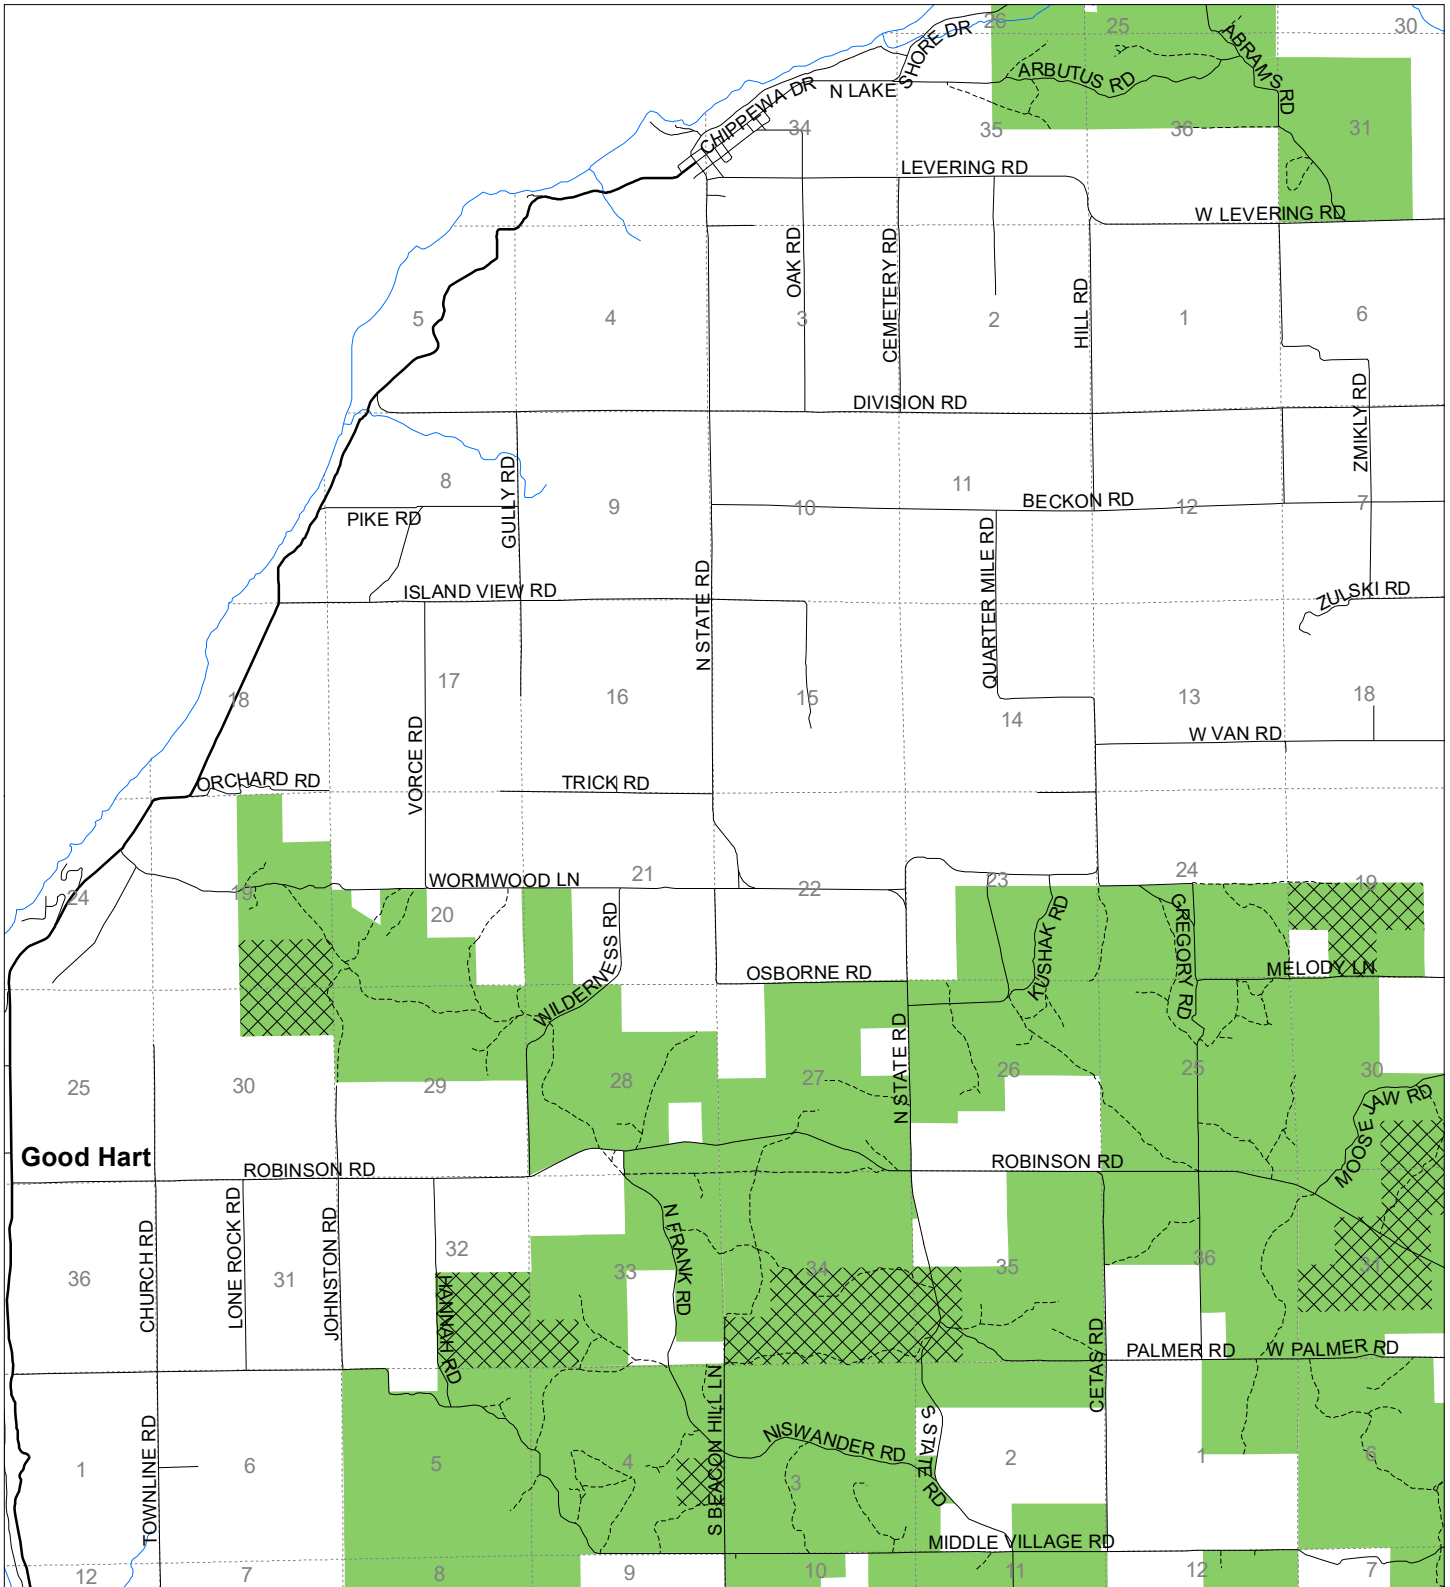 26
25
30
SHORE DR
ABRAMS RD
ARBUTUS RD
N LAKE
CHIPPEWA DR
34
35
36
31
LEVERING RD
W LEVERING RD
OAK RD
CEMETERY RD
HILL RD
5
4
3
2
1
6
DIVISION RD
ZMIKLY RD
8
9
10
11
12
7
GULLY RD
PIKE RD
BECKON RD
QUARTER MILE RD
N STATE RD
ISLAND VIEW RD
ZULSKI RD
18
17
16
15
14
13
18
VORCE RD
W VAN RD
ORCHARD RD
TRICK RD
24
19
20
WORMWOOD LN
21
22
23
24
19
WILDERNESS RD
KUSHAK RD
GREGORY RD
OSBORNE RD
MELODY LN
N STATE RD
25
30
29
28
27
26
25
30
MOOSE JAW RD
Good Hart
ROBINSON RD
ROBINSON RD
CHURCH RD
LONE ROCK RD
JOHNSTON RD
N FRANK RD
36
31
32
33
34
35
36
31
HANNAH RD
CETAS RD
PALMER RD
W PALMER RD
S BEACON HILL LN
TOWNLINE RD
NISWANDER RD
S STATE RD
1
6
5
4
3
2
1
6
MIDDLE VILLAGE RD
12
7
8
9
10
11
12
7